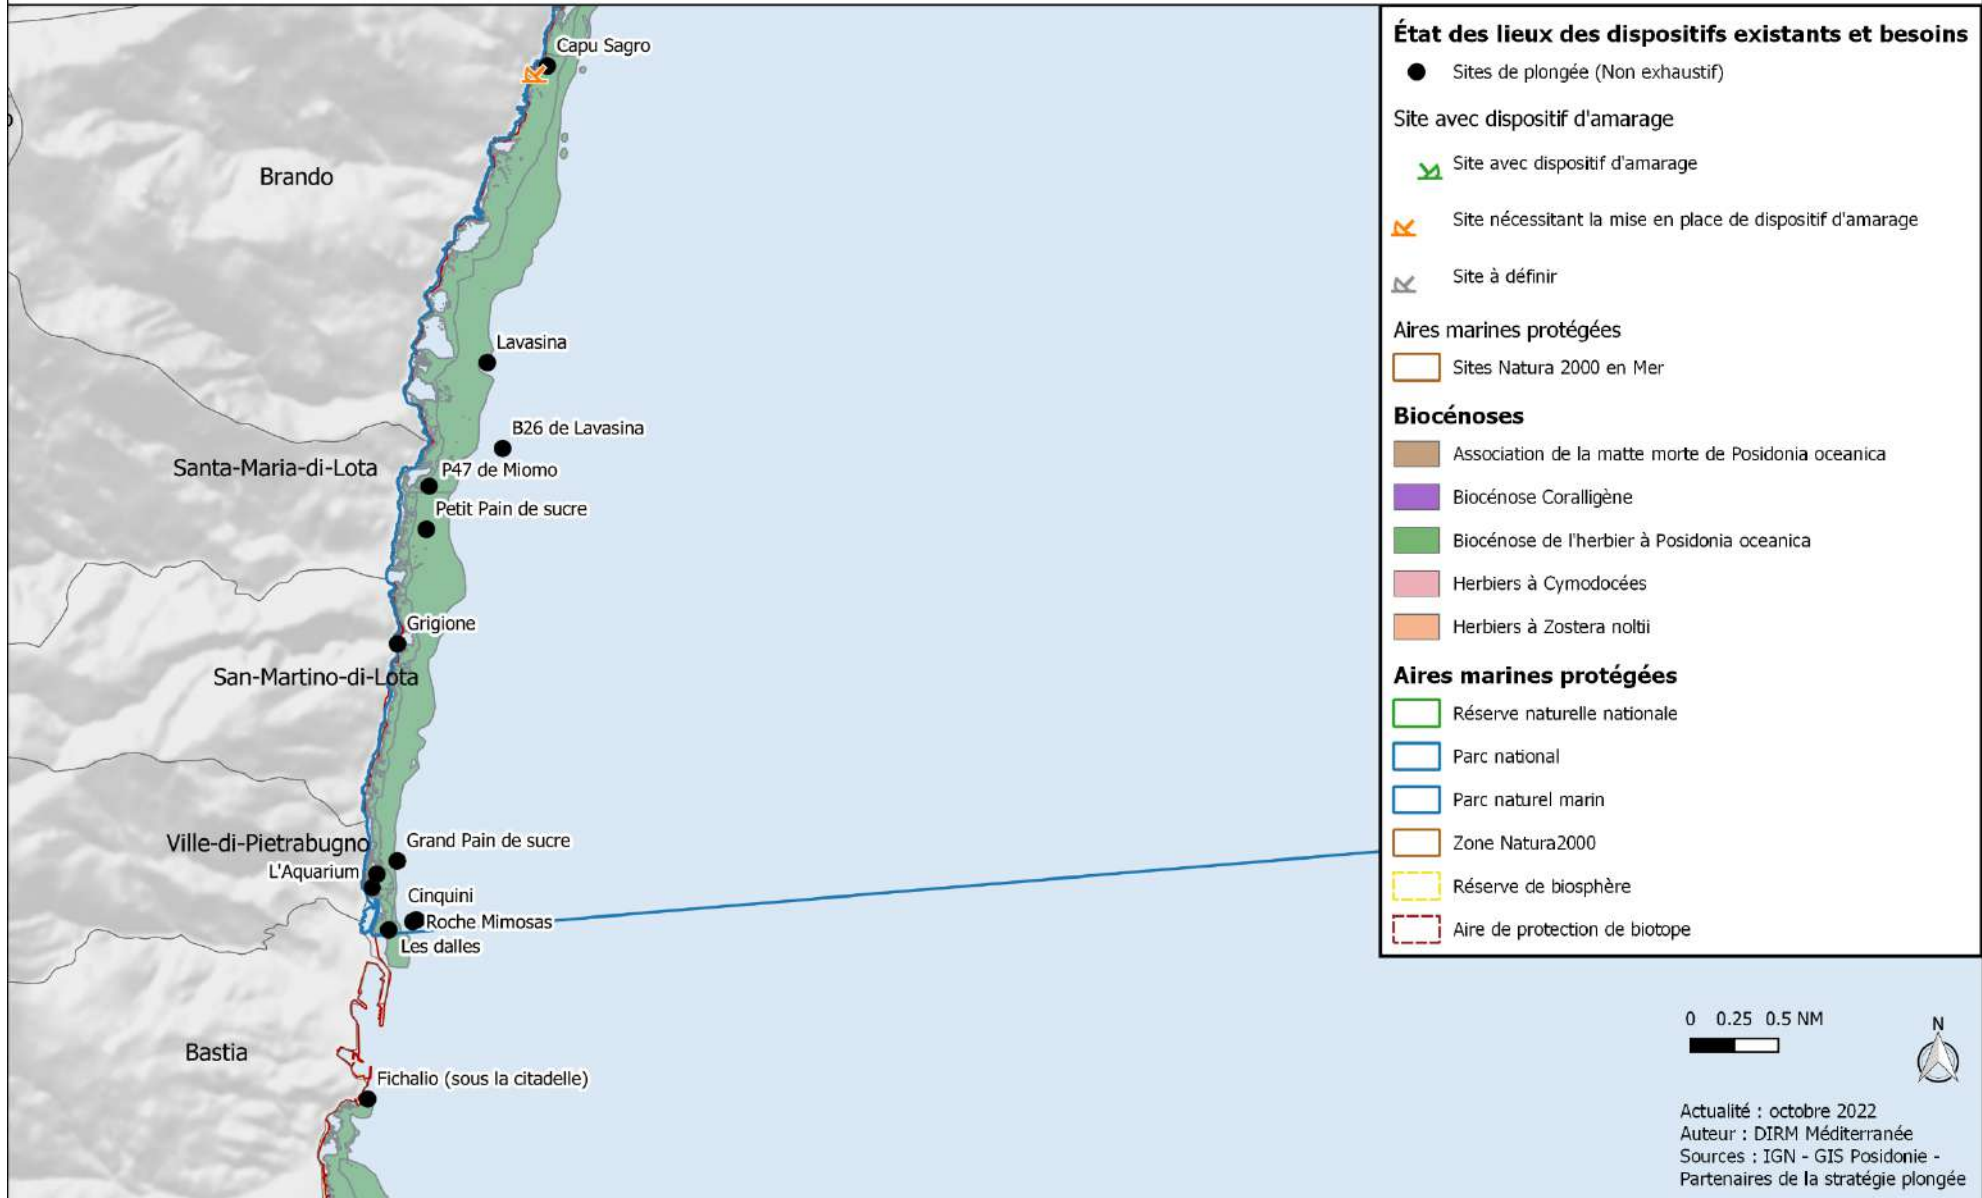 Capu Sagro
Brando
Lavasina
B26 de Lavasina
Santa-Maria-di-Lota
P47 de Miomo
Petit Pain de sucre
Grigione
San-Martino-di-Lota
Ville-di-Pietrabugno
Grand Pain de sucre
L'Aquarium
Cinquini
Roche Mimosas
Les dalles
Bastia
Fichalio (sous la citadelle)
État des lieux des dispositifs existants et besoins
Sites de plongée (Non exhaustif)
Site avec dispositif d'amarage
Site avec dispositif d'amarage
Site nécessitant la mise en place de dispositif d'amarage
Site à définir
Aires marines protégées
Sites Natura 2000 en Mer
Biocénoses
Association de la matte morte de Posidonia oceanica
Biocénose Coralligène
Biocénose de l'herbier à Posidonia oceanica
Herbiers à Cymodocées
Herbiers à Zostera noltii
Aires marines protégées
Réserve naturelle nationale
Parc national
Parc naturel marin
Zone Natura2000
Réserve de biosphère
Aire de protection de biotope
0 0.25 0.5 NM
N
Actualité : octobre 2022
Auteur : DIRM Méditerranée
Sources : IGN - GIS Posidonie -
Partenaires de la stratégie plongée